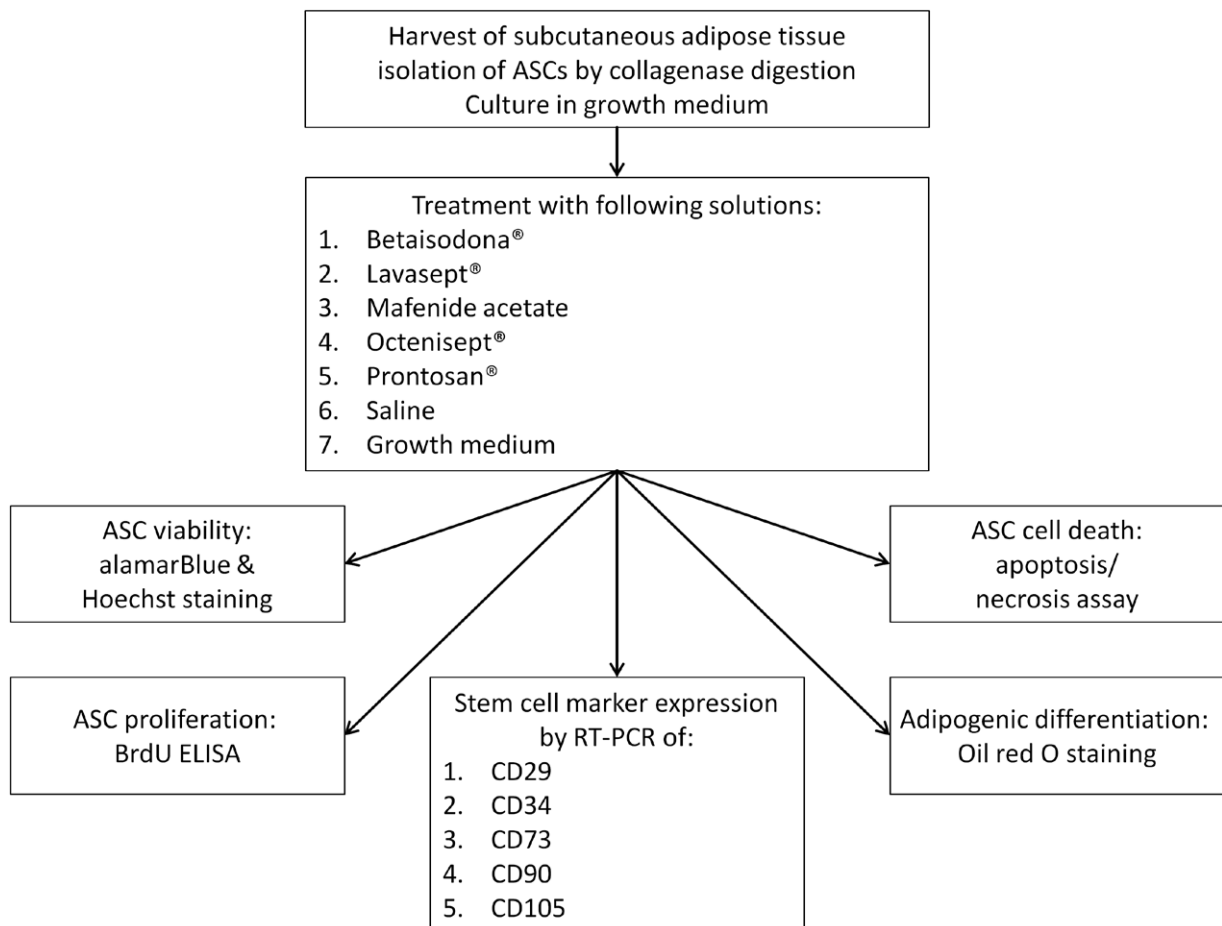 Harvest of subcutaneous adipose tissue
isolation of ASCs by collagenase digestion
Culture in growth medium
Treatment with following solutions:
1. Betaisodona®
2. Lavasept®
3. Mafenide acetate
4. Octenisept®
5. Prontosan®
6. Saline
7. Growth medium
ASC viability:
alamarBlue &
Hoechst staining
ASC cell death:
apoptosis/
necrosis assay
ASC proliferation:
BrdU ELISA
Stem cell marker expression
by RT-PCR of:
1. CD29
2. CD34
3. CD73
4. CD90
5. CD105
Adipogenic differentiation:
Oil red O staining